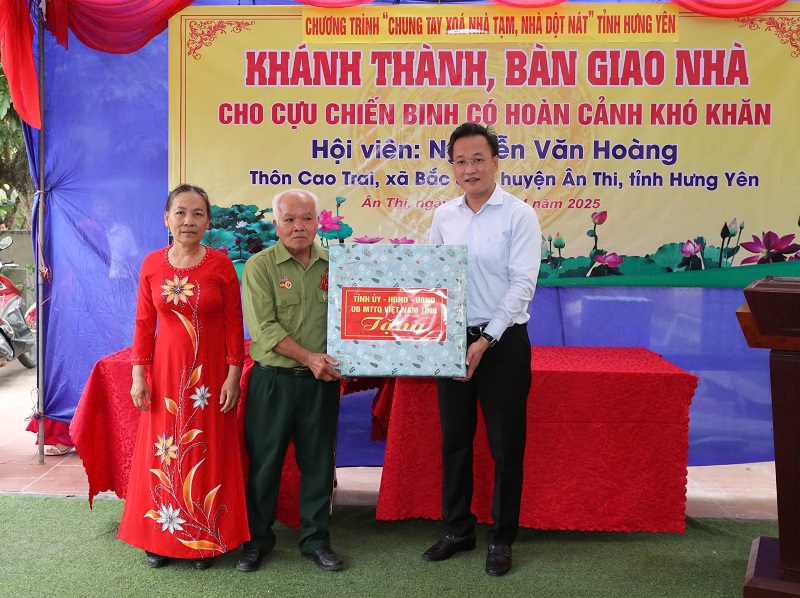 CHƯƠNG TRÌNH "CHUNG TAY XOÁ NHÀ TẠM, NHÀ DỘT NÁT" TỈNH HƯNG YÊN
KHÁNH THÀNH, BÀN GIAO NHÀ
CHO CỰU CHIẾN BINH CÓ HOÀN CẢNH KHÓ KHĂN
Hội viên: Văn Hoàng
Thôn Cao Trai, xã Bắc huyện Ân Thi, tỉnh Hưng Yên
Ân Thi, năm 2025
TỈNH ỦY - HĐND - UBND
UB MTTQ VIỆT NAM TỈNH
Tặng